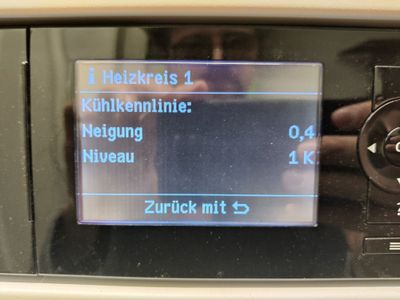 i Heizkreis 1
Kühlkennlinie:
Neigung 0,4
Niveau 1 K
Zurück mit ⮌